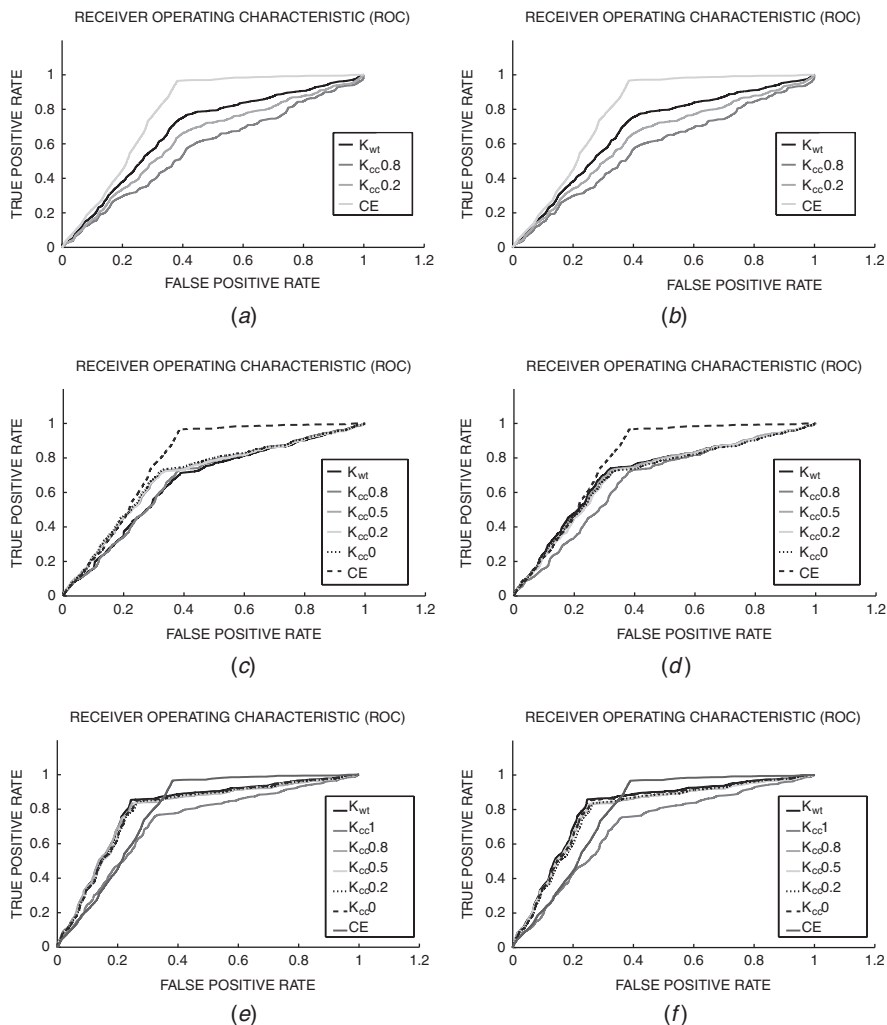 RECEIVER OPERATING CHARACTERISTIC (ROC)
TRUE POSITIVE RATE
1
0.8
0.6
0.4
0.2
0
0 0.2 0.4 0.6 0.8 1 1.2
FALSE POSITIVE RATE
Kwt
Kcc0.8
Kcc0.2
CE
(a)
RECEIVER OPERATING CHARACTERISTIC (ROC)
TRUE POSITIVE RATE
1
0.8
0.6
0.4
0.2
0
0 0.2 0.4 0.6 0.8 1 1.2
FALSE POSITIVE RATE
Kwt
Kcc0.8
Kcc0.2
CE
(b)
RECEIVER OPERATING CHARACTERISTIC (ROC)
TRUE POSITIVE RATE
1
0.8
0.6
0.4
0.2
0
0 0.2 0.4 0.6 0.8 1 1.2
FALSE POSITIVE RATE
Kwt
Kcc0.8
Kcc0.5
Kcc0.2
Kcc0
CE
(c)
RECEIVER OPERATING CHARACTERISTIC (ROC)
TRUE POSITIVE RATE
1
0.8
0.6
0.4
0.2
0
0 0.2 0.4 0.6 0.8 1 1.2
FALSE POSITIVE RATE
Kwt
Kcc0.8
Kcc0.5
Kcc0.2
Kcc0
CE
(d)
RECEIVER OPERATING CHARACTERISTIC (ROC)
TRUE POSITIVE RATE
1
0.8
0.6
0.4
0.2
0
0 0.2 0.4 0.6 0.8 1 1.2
FALSE POSITIVE RATE
Kwt
Kcc1
Kcc0.8
Kcc0.5
Kcc0.2
Kcc0
CE
(e)
RECEIVER OPERATING CHARACTERISTIC (ROC)
TRUE POSITIVE RATE
1
0.8
0.6
0.4
0.2
0
0 0.2 0.4 0.6 0.8 1 1.2
FALSE POSITIVE RATE
Kwt
Kcc1
Kcc0.8
Kcc0.5
Kcc0.2
Kcc0
CE
(f)